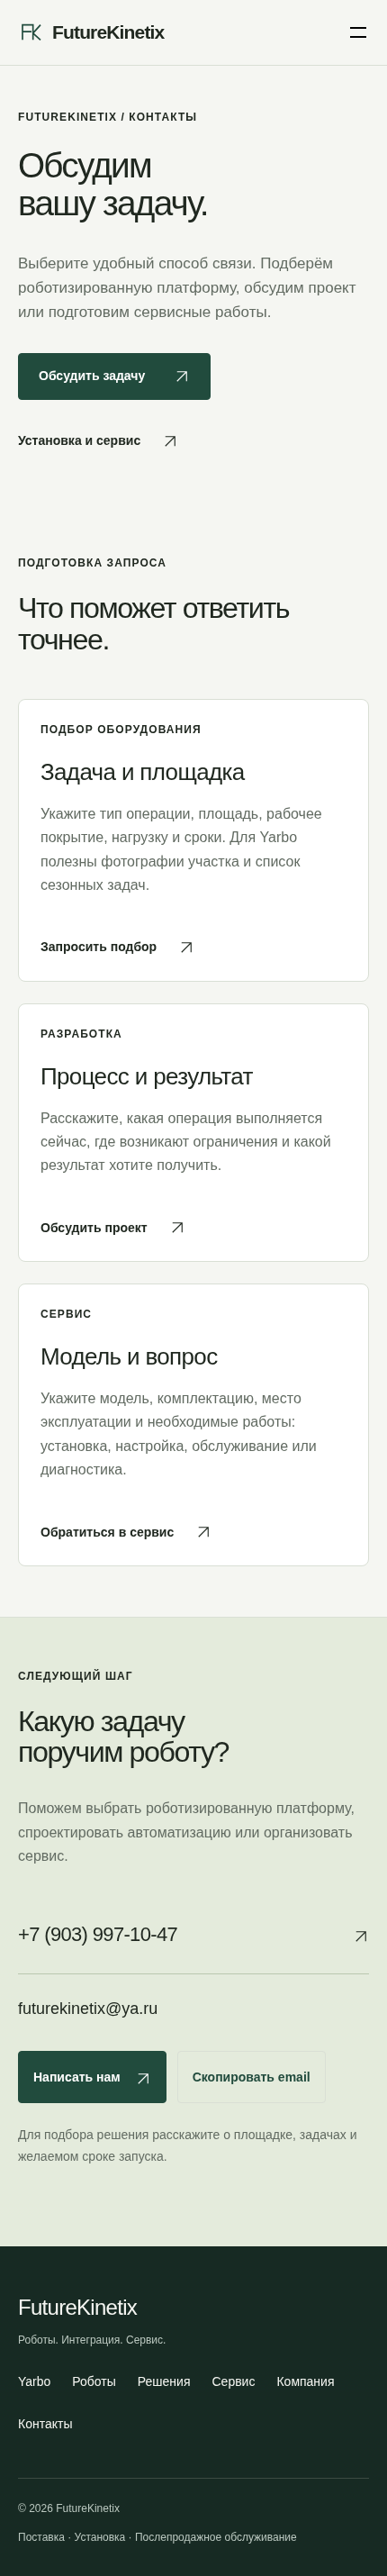 FutureKinetix
FUTUREKINETIX / КОНТАКТЫ
Обсудим
вашу задачу.
Выберите удобный способ связи. Подберём
роботизированную платформу, обсудим проект
или подготовим сервисные работы.
Обсудить задачу
Установка и сервис
ПОДГОТОВКА ЗАПРОСА
Что поможет ответить
точнее.
ПОДБОР ОБОРУДОВАНИЯ
Задача и площадка
Укажите тип операции, площадь, рабочее
покрытие, нагрузку и сроки. Для Yarbo
полезны фотографии участка и список
сезонных задач.
Запросить подбор
РАЗРАБОТКА
Процесс и результат
Расскажите, какая операция выполняется
сейчас, где возникают ограничения и какой
результат хотите получить.
Обсудить проект
СЕРВИС
Модель и вопрос
Укажите модель, комплектацию, место
эксплуатации и необходимые работы:
установка, настройка, обслуживание или
диагностика.
Обратиться в сервис
СЛЕДУЮЩИЙ ШАГ
Какую задачу
поручим роботу?
Поможем выбрать роботизированную платформу,
спроектировать автоматизацию или организовать
сервис.
+7 (903) 997-10-47
futurekinetix@ya.ru
Написать нам
Скопировать email
Для подбора решения расскажите о площадке, задачах и
желаемом сроке запуска.
FutureKinetix
Роботы. Интеграция. Сервис.
Yarbo Роботы Решения Сервис Компания
Контакты
© 2026 FutureKinetix
Поставка · Установка · Послепродажное обслуживание